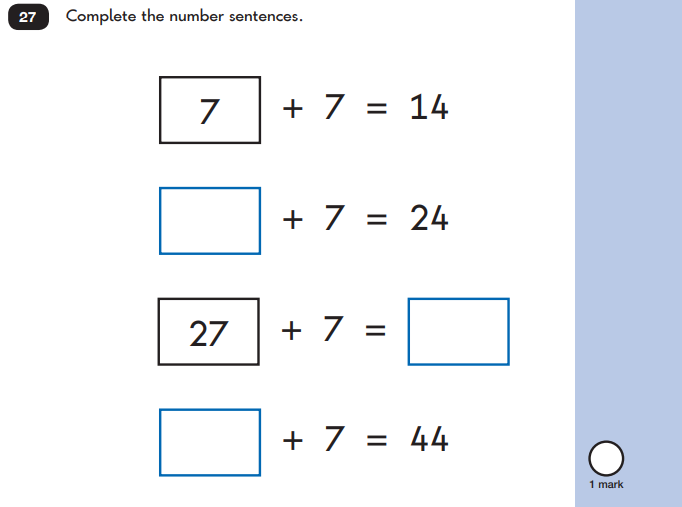 27 Complete the number sentences.
7 + 7 = 14
+ 7 = 24
27 + 7 =
+ 7 = 44
1 mark